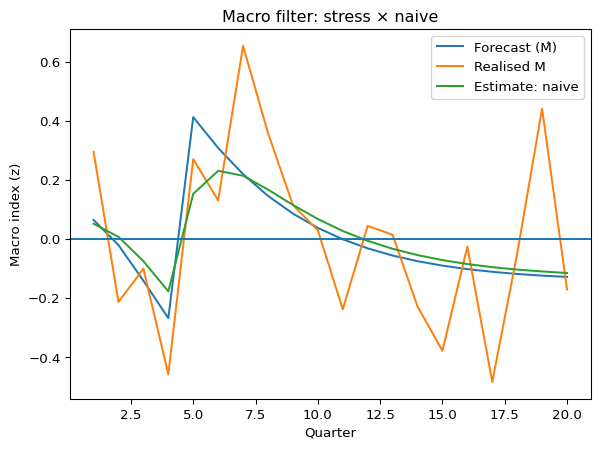 Macro filter: stress × naive
Forecast (M̂)
Realised M
Estimate: naive
Macro index (z)
0.6
0.4
0.2
0.0
−0.2
−0.4
2.5 5.0 7.5 10.0 12.5 15.0 17.5 20.0
Quarter